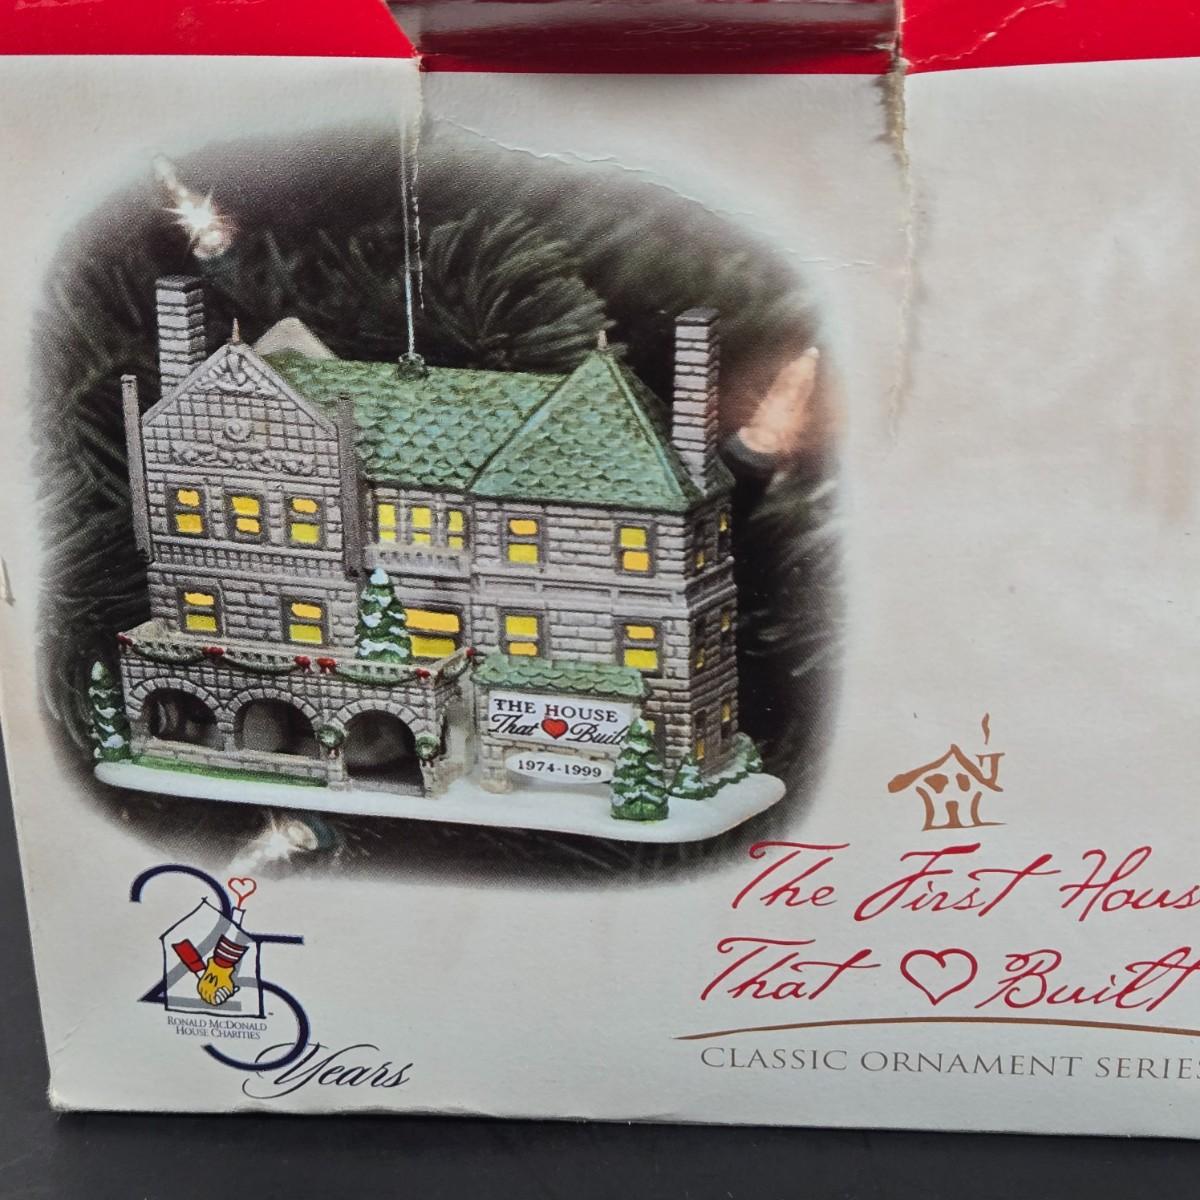 THE HOUSE
That Built
1974-1999
25
RONALD MCDONALD
HOUSE CHARITIES
Years
The First Hous
That Built
CLASSIC ORNAMENT SERIES